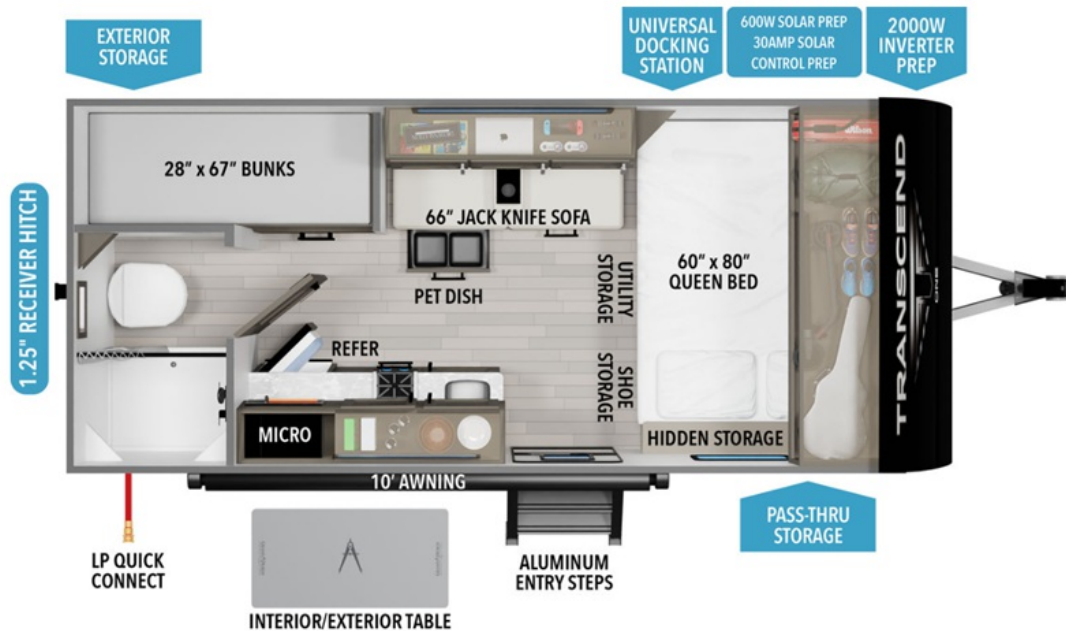 EXTERIOR
STORAGE
UNIVERSAL
DOCKING
STATION
600W SOLAR PREP
30AMP SOLAR
CONTROL PREP
2000W
INVERTER
PREP
1.25" RECEIVER HITCH
28" x 67" BUNKS
66" JACK KNIFE SOFA
PET DISH
UTILITY
STORAGE
60" x 80"
QUEEN BED
Wilson
TRANSCEND
ONE
REFER
SHOE
STORAGE
MICRO
HIDDEN STORAGE
10' AWNING
PASS-THRU
STORAGE
LP QUICK
CONNECT
ALUMINUM
ENTRY STEPS
INTERIOR/EXTERIOR TABLE